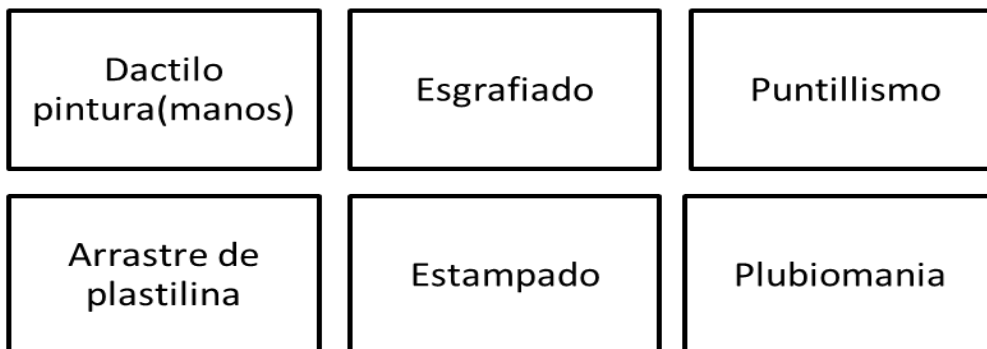 Dactilo
pintura(manos)
Esgrafiado
Puntillismo
Arrastre de
plastilina
Estampado
Plubiomania